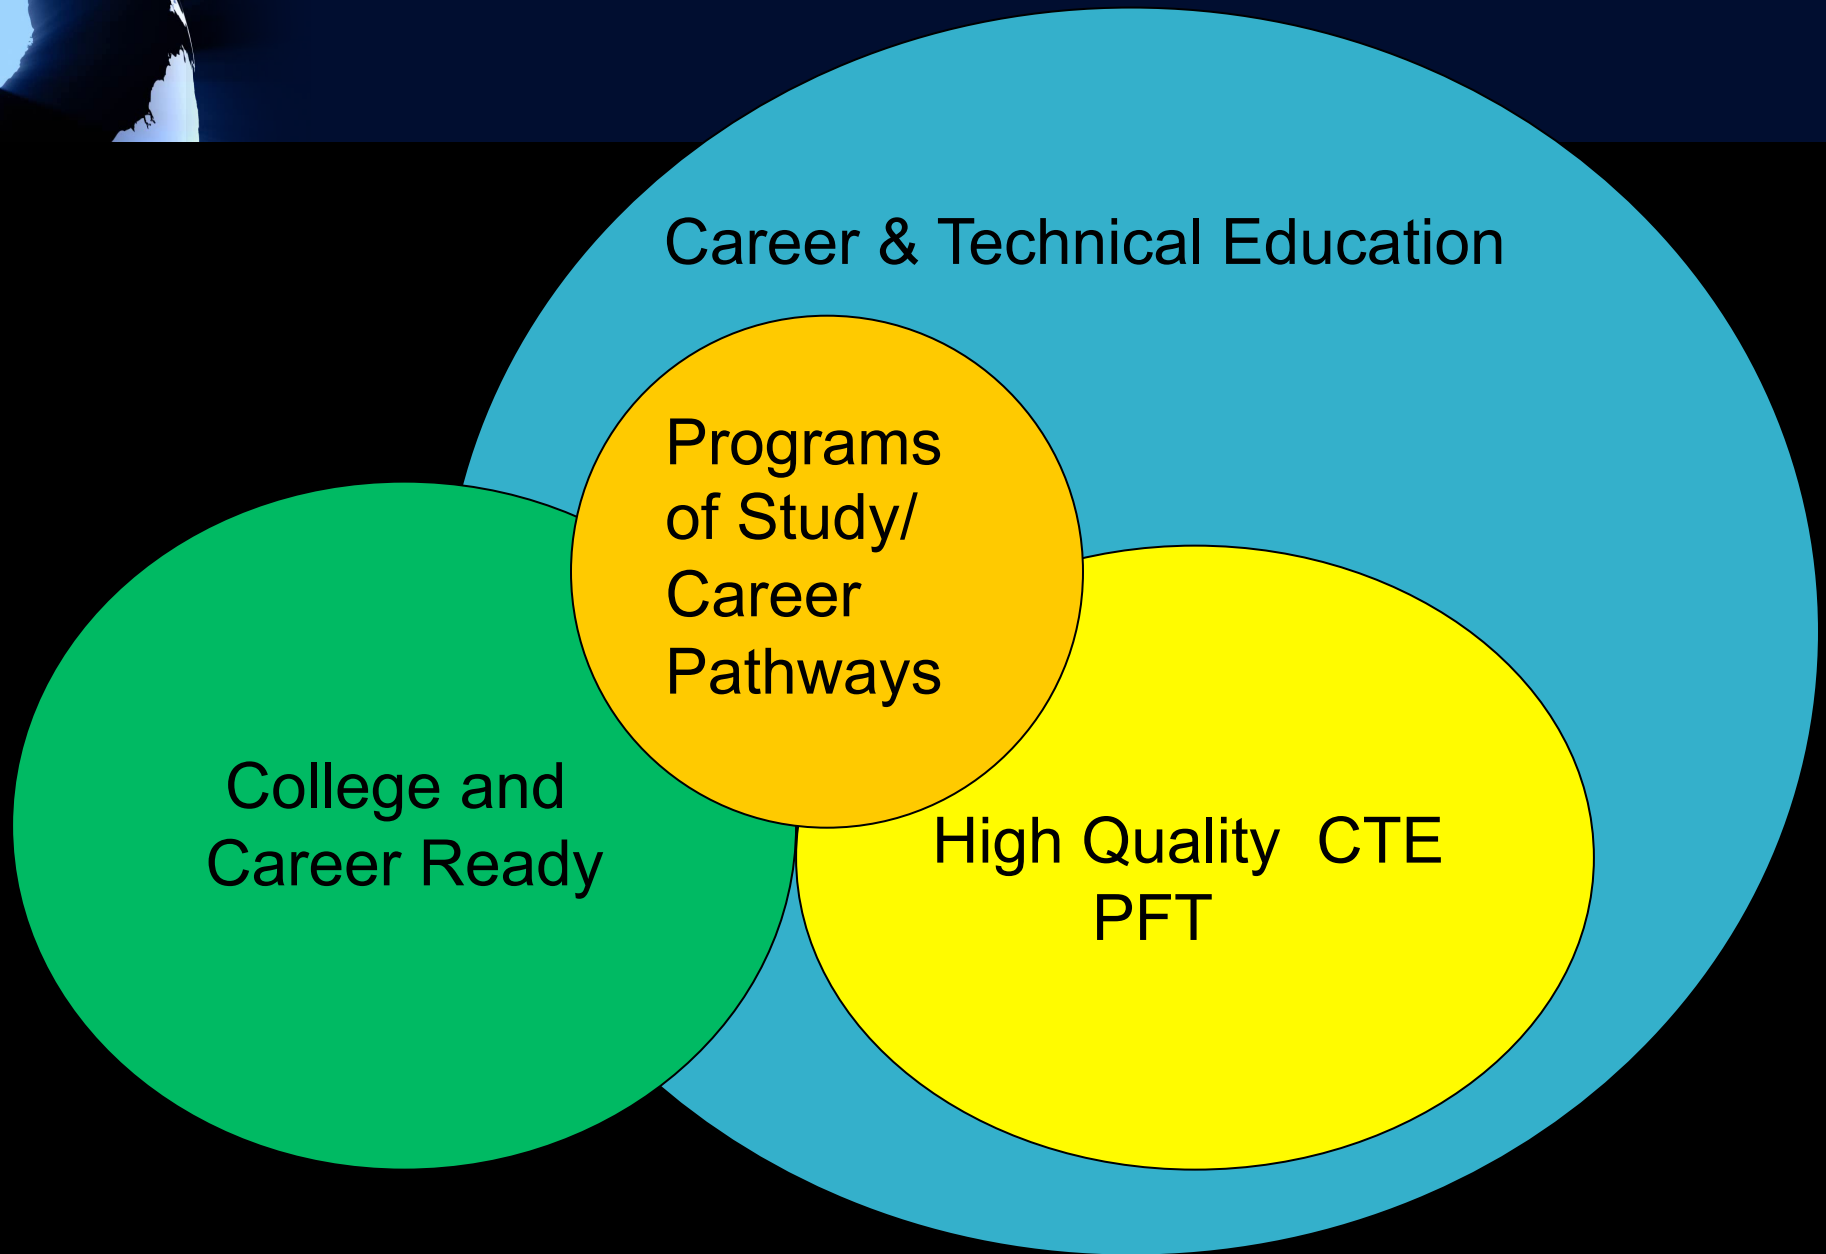 Career & Technical Education
Programs
of Study/
Career
Pathways
College and
Career Ready
High Quality  CTE
PFT